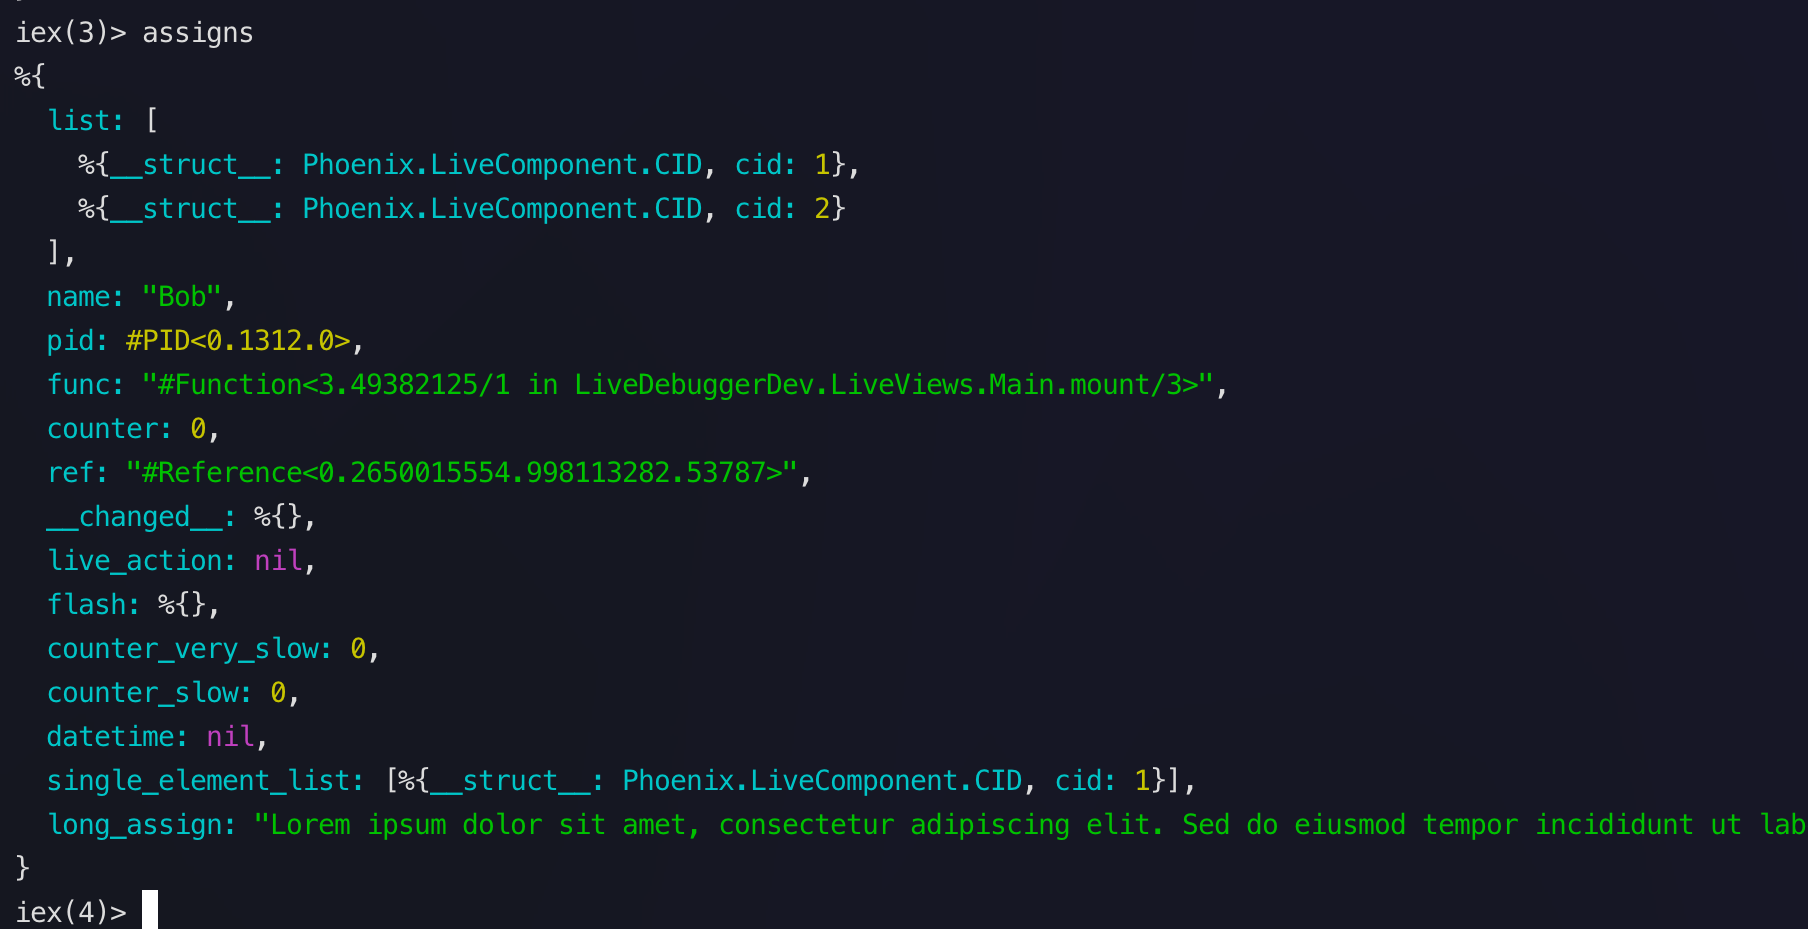 iex(3)> assigns
%{
  list: [
    %{__struct__: Phoenix.LiveComponent.CID, cid: 1},
    %{__struct__: Phoenix.LiveComponent.CID, cid: 2}
  ],
  name: "Bob",
  pid: #PID<0.1312.0>,
  func: "#Function<3.49382125/1 in LiveDebuggerDev.LiveViews.Main.mount/3>",
  counter: 0,
  ref: "#Reference<0.2650015554.998113282.53787>",
  __changed__: %{},
  live_action: nil,
  flash: %{},
  counter_very_slow: 0,
  counter_slow: 0,
  datetime: nil,
  single_element_list: [%{__struct__: Phoenix.LiveComponent.CID, cid: 1}],
  long_assign: "Lorem ipsum dolor sit amet, consectetur adipiscing elit. Sed do eiusmod tempor incididunt ut lab
}
iex(4)>